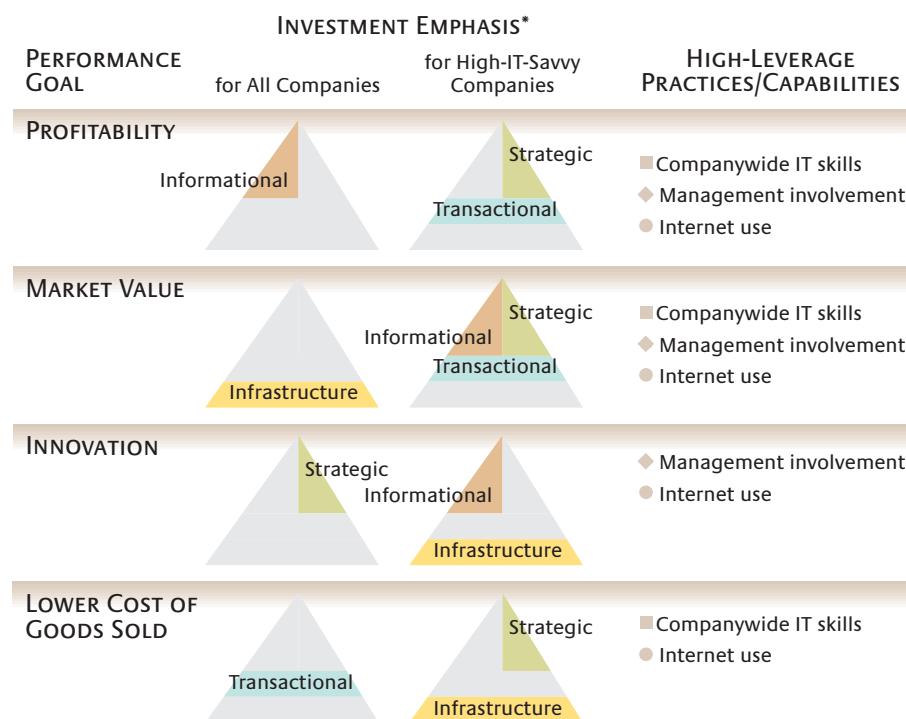 INVESTMENT EMPHASIS*
PERFORMANCE GOAL
for All Companies
for High-IT-Savvy
Companies
HIGH-LEVERAGE
PRACTICES/CAPABILITIES
PROFITABILITY
Informational
Strategic
Transactional
Companywide IT skills
Management involvement
Internet use
MARKET VALUE
Infrastructure
Informational
Strategic
Transactional
Companywide IT skills
Management involvement
Internet use
INNOVATION
Strategic
Informational
Infrastructure
Management involvement
Internet use
LOWER COST OF
GOODS SOLD
Transactional
Strategic
Infrastructure
Companywide IT skills
Internet use